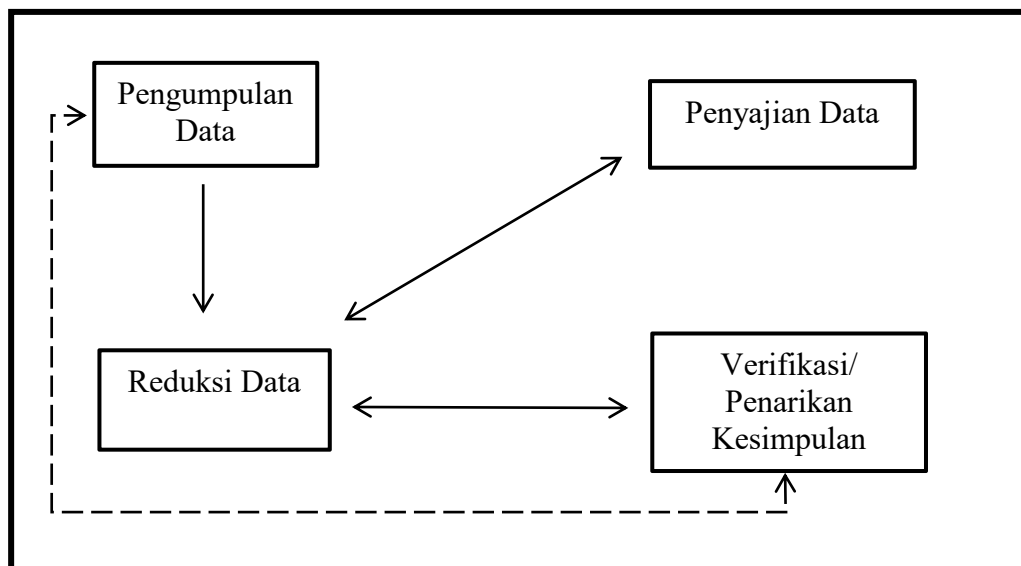 Pengumpulan
Data
Penyajian Data
Reduksi Data
Verifikasi/
Penarikan
Kesimpulan